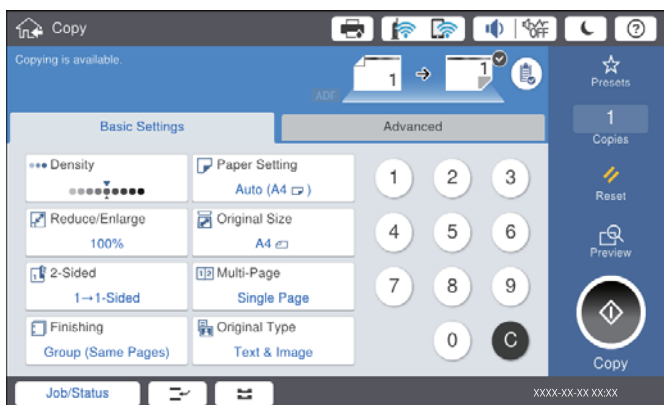 Copy
OFF
?
Copying is available.
ADF
1
1
Presets
Basic Settings
Advanced
1
Copies
Density
Paper Setting
Auto (A4)
1
2
3
Reset
Reduce/Enlarge
100%
Original Size
A4
4
5
6
Preview
2-Sided
1→1-Sided
Multi-Page
Single Page
7
8
9
Finishing
Group (Same Pages)
Original Type
Text & Image
0
C
Copy
Job/Status
XXXX-XX-XX XX:XX